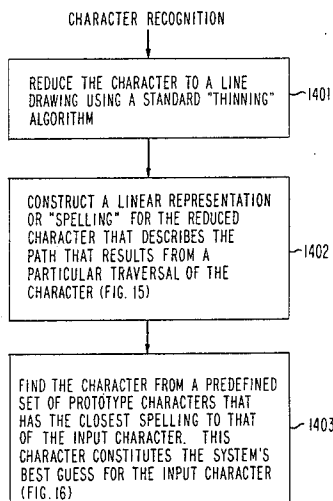 CHARACTER RECOGNITION
REDUCE THE CHARACTER TO A LINE
DRAWING USING A STANDARD "THINNING"
ALGORITHM
1401
CONSTRUCT A LINEAR REPRESENTATION
OR "SPELLING" FOR THE REDUCED
CHARACTER THAT DESCRIBES THE
PATH THAT RESULTS FROM A
PARTICULAR TRAVERSAL OF THE
CHARACTER (FIG. 15)
1402
FIND THE CHARACTER FROM A PREDEFINED
SET OF PROTOTYPE CHARACTERS THAT
HAS THE CLOSEST SPELLING TO THAT
OF THE INPUT CHARACTER. THIS
CHARACTER CONSTITUTES THE SYSTEM'S
BEST GUESS FOR THE INPUT CHARACTER
(FIG. 16)
1403